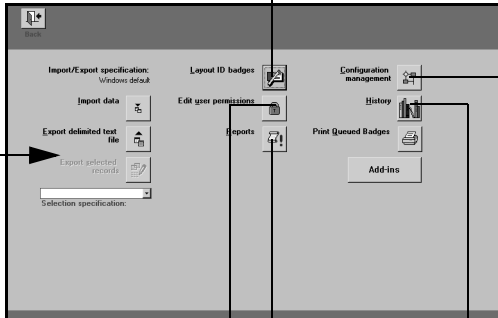 Back
Import/Export specification:
Windows default
Import data
Export delimited text
file
Export selected
records
Selection specification:
Layout ID badges
Edit user permissions
Reports
Configuration
management
History
Print Queued Badges
Add-ins